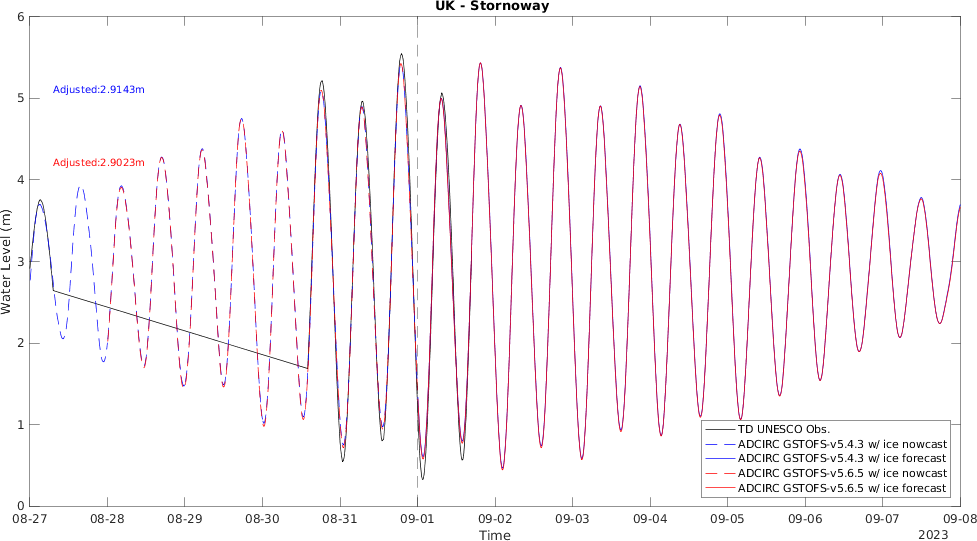 UK - Stornoway
6
5
4
3
2
1
0
Water Level (m)
Adjusted:2.9143m
Adjusted:2.9023m
TD UNESCO Obs.
ADCIRC GSTOFS-v5.4.3 w/ ice nowcast
ADCIRC GSTOFS-v5.4.3 w/ ice forecast
ADCIRC GSTOFS-v5.6.5 w/ ice nowcast
ADCIRC GSTOFS-v5.6.5 w/ ice forecast
08-27 08-28 08-29 08-30 08-31 09-01 09-02 09-03 09-04 09-05 09-06 09-07 09-08
Time
2023